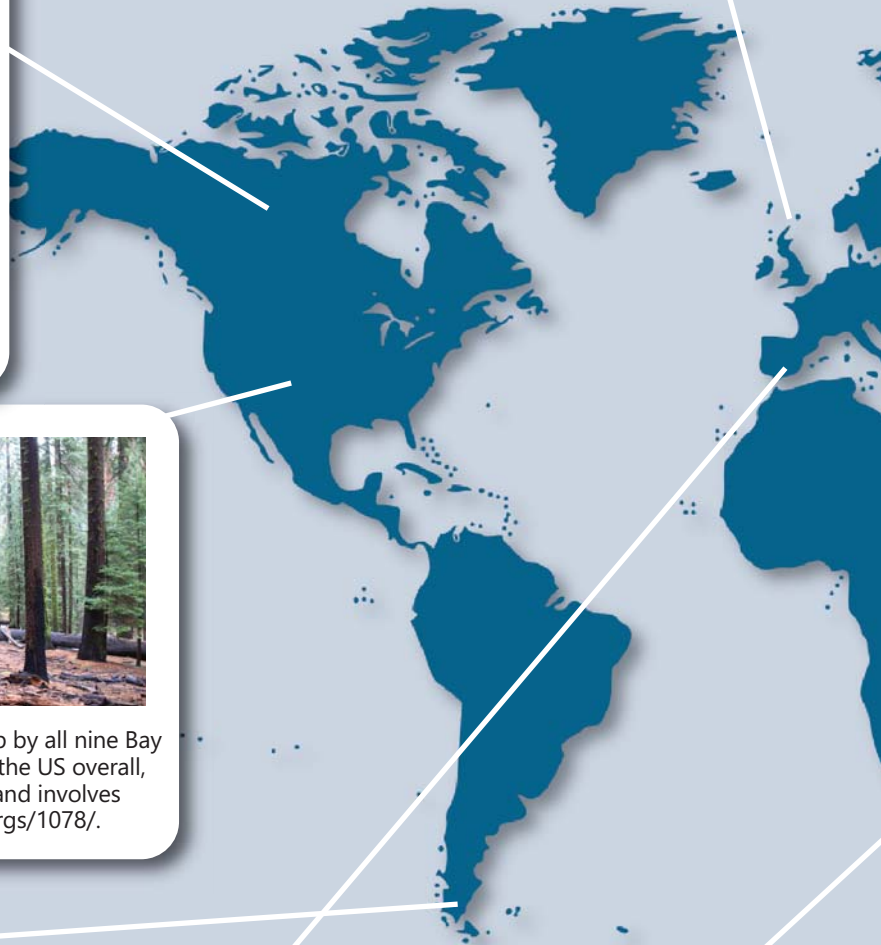 by all nine Bay
the US overall,
and involves
rgs/1078/.